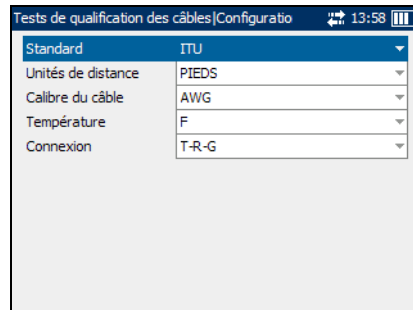 Tests de qualification des câbles|Configuratio 13:58
Standard ITU
Unités de distance PIEDS
Calibre du câble AWG
Température F
Connexion T-R-G